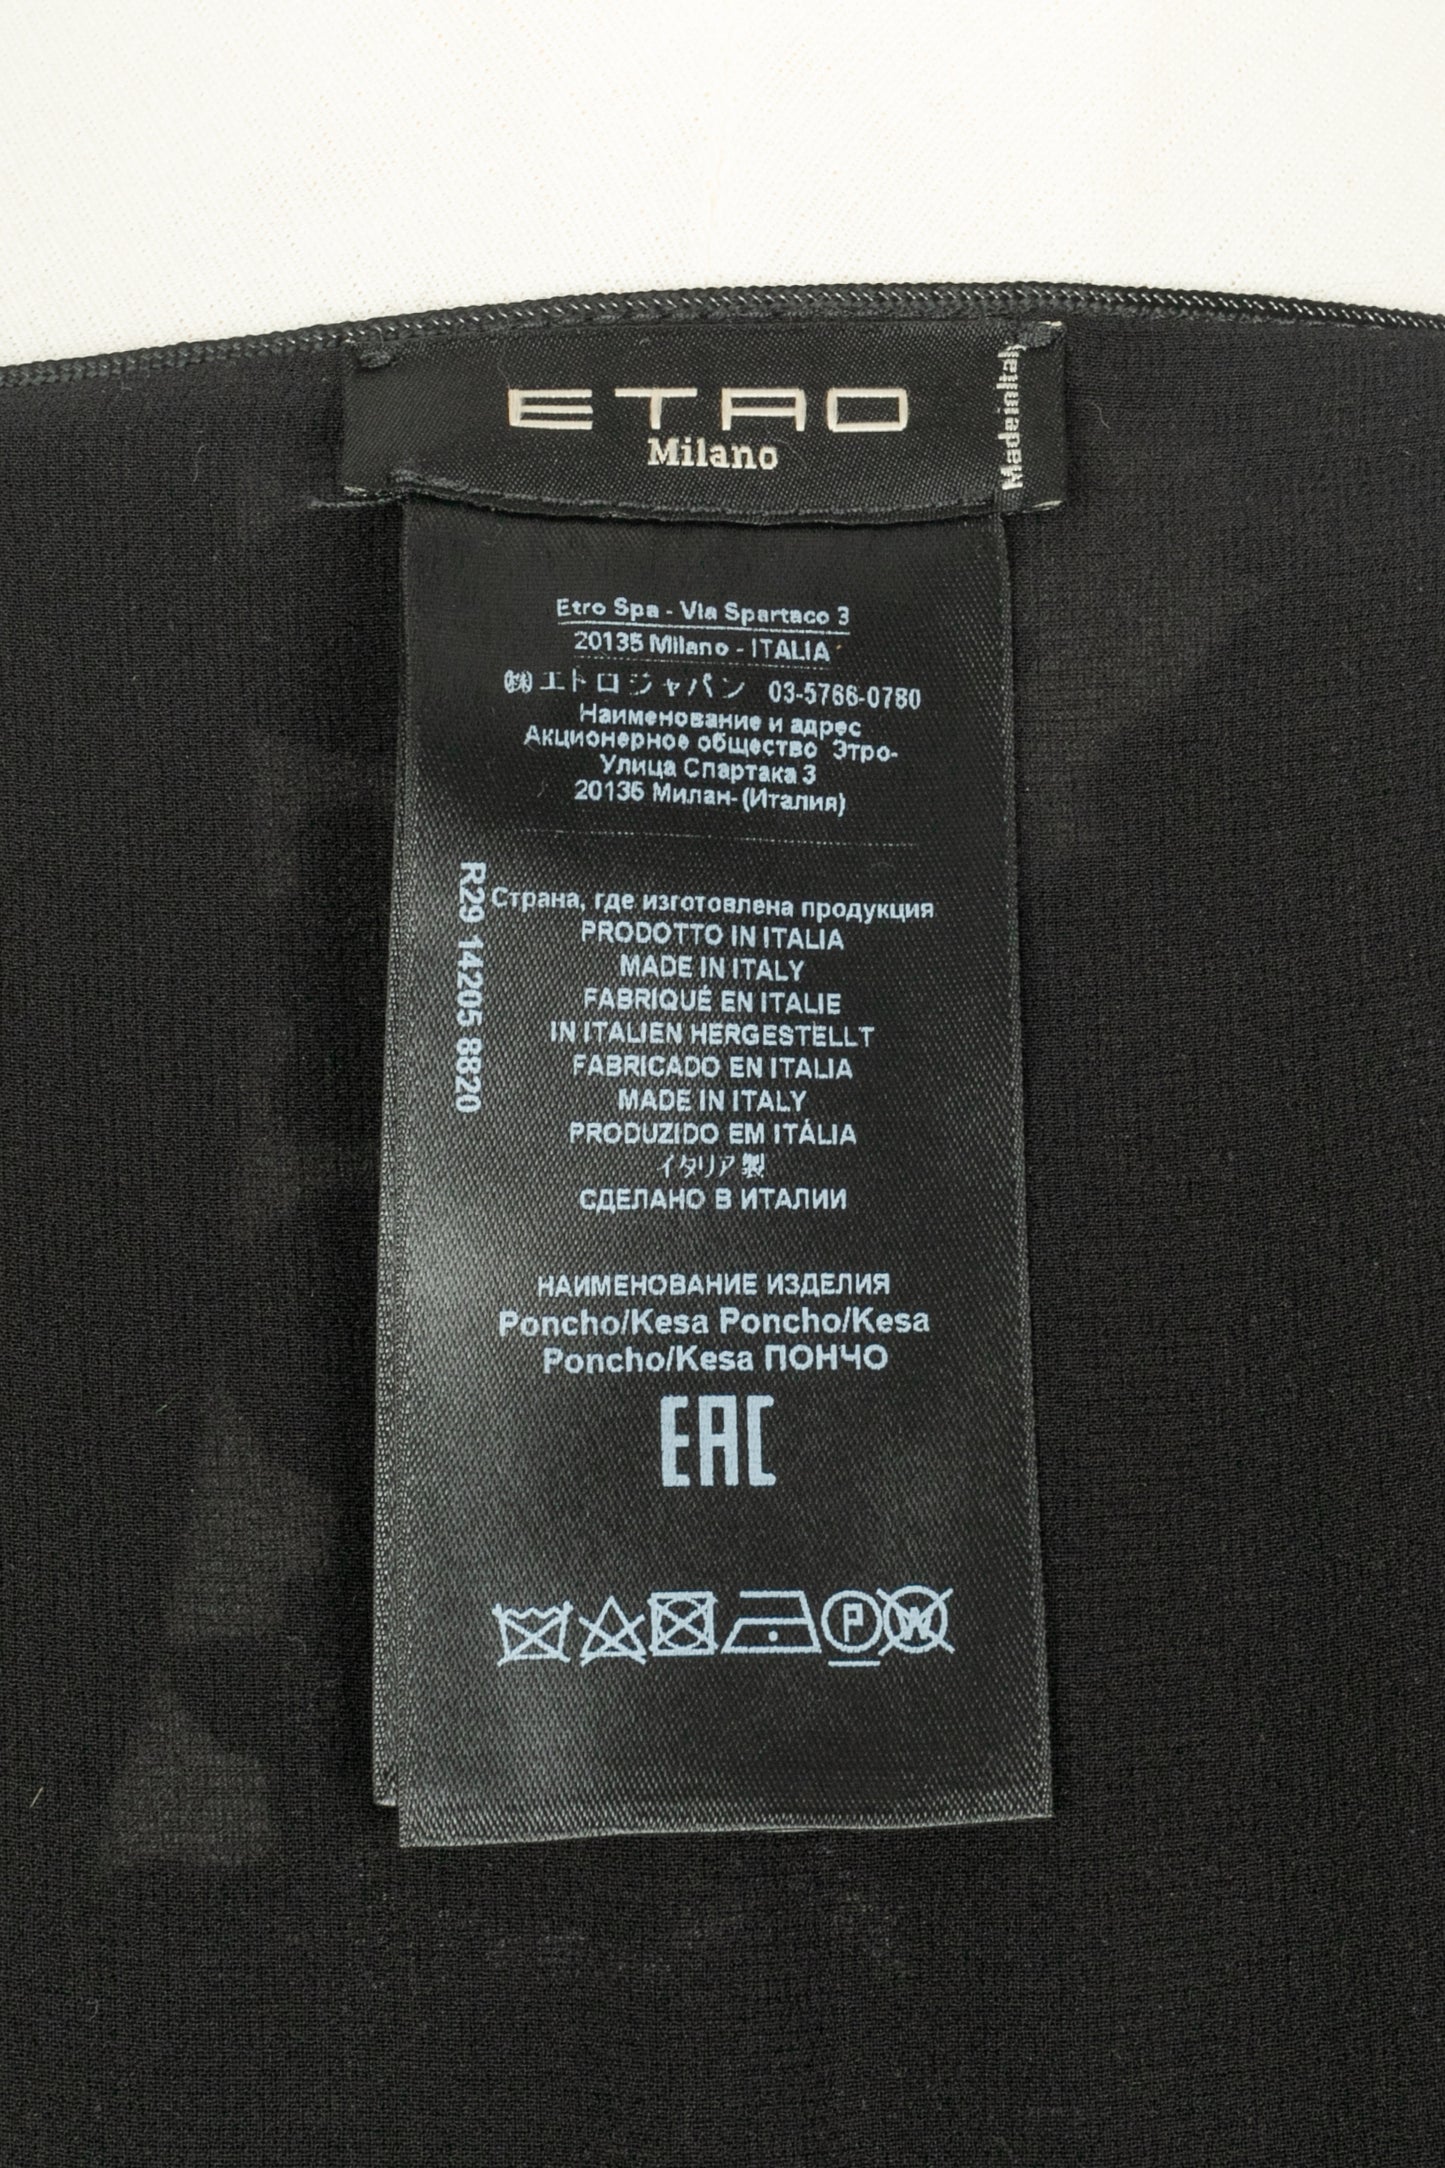 ETRO
Milano
MadeinItaly
Etro Spa - Via Spartaco 3
20135 Milano - ITALIA
㈱エトロジャパン 03-5766-0780
Наименование и адрес
Акционерное общество Этро-
Улица Спартака 3
20135 Милан- (Италия)
R29 14205 8820
Страна, где изготовлена продукция
PRODOTTO IN ITALIA
MADE IN ITALY
FABRIQUÉ EN ITALIE
IN ITALIEN HERGESTELLT
FABRICADO EN ITALIA
MADE IN ITALY
PRODUZIDO EM ITÁLIA
イタリア製
СДЕЛАНО В ИТАЛИИ
НАИМЕНОВАНИЕ ИЗДЕЛИЯ
Poncho/Kesa Poncho/Kesa
Poncho/Kesa ПОНЧО
EAC
P W